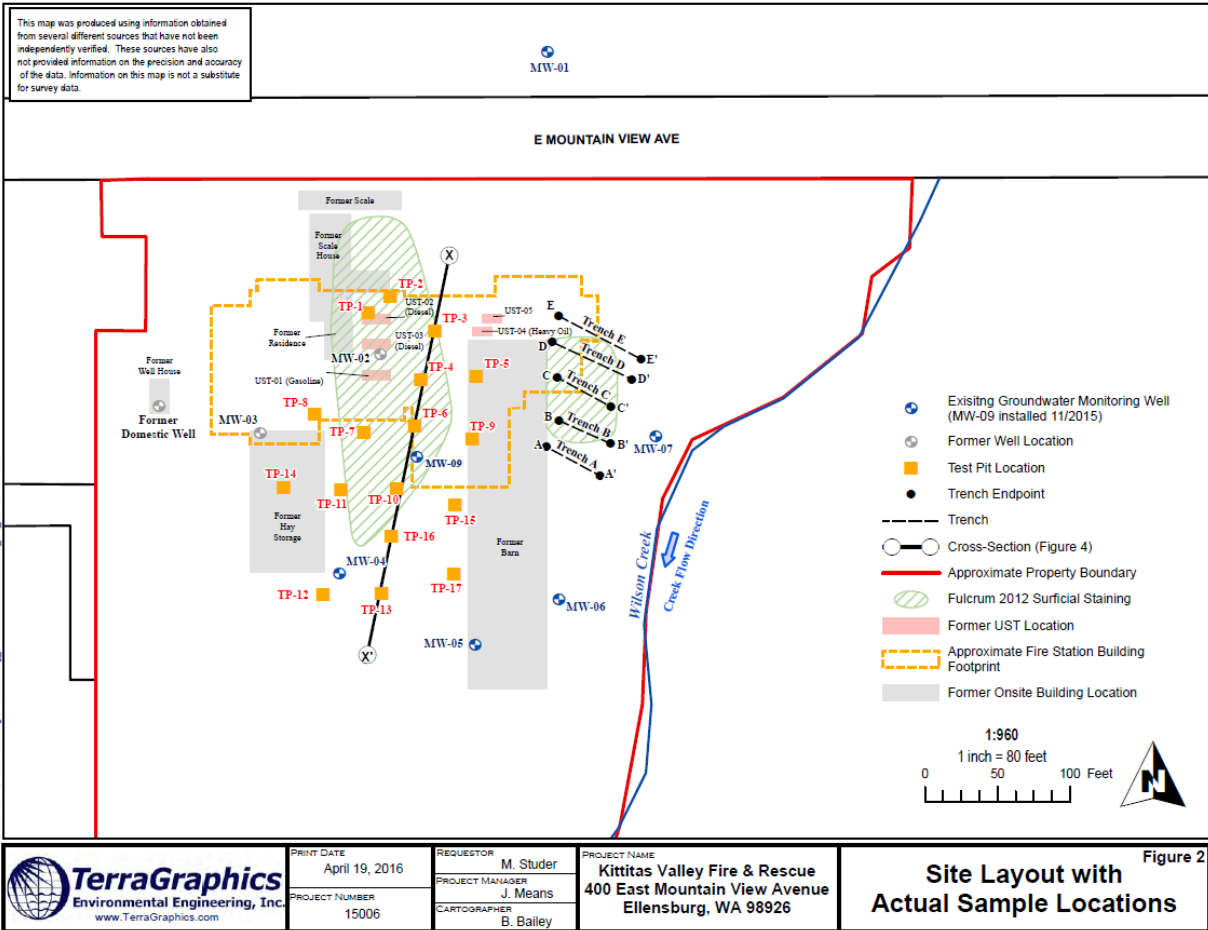 This map was produced using information obtained
from several different sources that have not been
independently verified. These sources have also
not provided information on the precision and accuracy
of the data. Information on this map is not a substitute
for survey data.
MW-01
E MOUNTAIN VIEW AVE
Former Scale
Former
Scale
House
X
TP-2
TP-1
UST-02
(Diesel)
TP-3
UST-05
UST-04 (Heavy Oil)
E
Trench E
E'
Former
Residence
UST-03
(Diesel)
MW-02
D
Trench D
D'
Former
Well House
UST-01 (Gasoline)
TP-4
TP-5
C
Trench C
C'
Former
Domestic Well
TP-8
MW-03
TP-7
TP-6
TP-9
B
Trench B
B'
MW-07
A
Trench A
A'
MW-09
TP-14
TP-11
TP-10
TP-15
Former
Hay
Storage
TP-16
Former
Barn
MW-04
TP-17
TP-12
TP-13
MW-06
MW-05
X'
Wilson Creek
Creek Flow Direction
Exisitng Groundwater Monitoring Well
(MW-09 installed 11/2015)
Former Well Location
Test Pit Location
Trench Endpoint
Trench
Cross-Section (Figure 4)
Approximate Property Boundary
Fulcrum 2012 Surficial Staining
Former UST Location
Approximate Fire Station Building
Footprint
Former Onsite Building Location
1:960
1 inch = 80 feet
0 50 100 Feet
N
TerraGraphics
Environmental Engineering, Inc.
www.TerraGraphics.com
PRINT DATE
April 19, 2016
PROJECT NUMBER
15006
REQUESTOR
M. Studer
PROJECT MANAGER
J. Means
CARTOGRAPHER
B. Bailey
PROJECT NAME
Kittitas Valley Fire & Rescue
400 East Mountain View Avenue
Ellensburg, WA 98926
Figure 2
Site Layout with
Actual Sample Locations